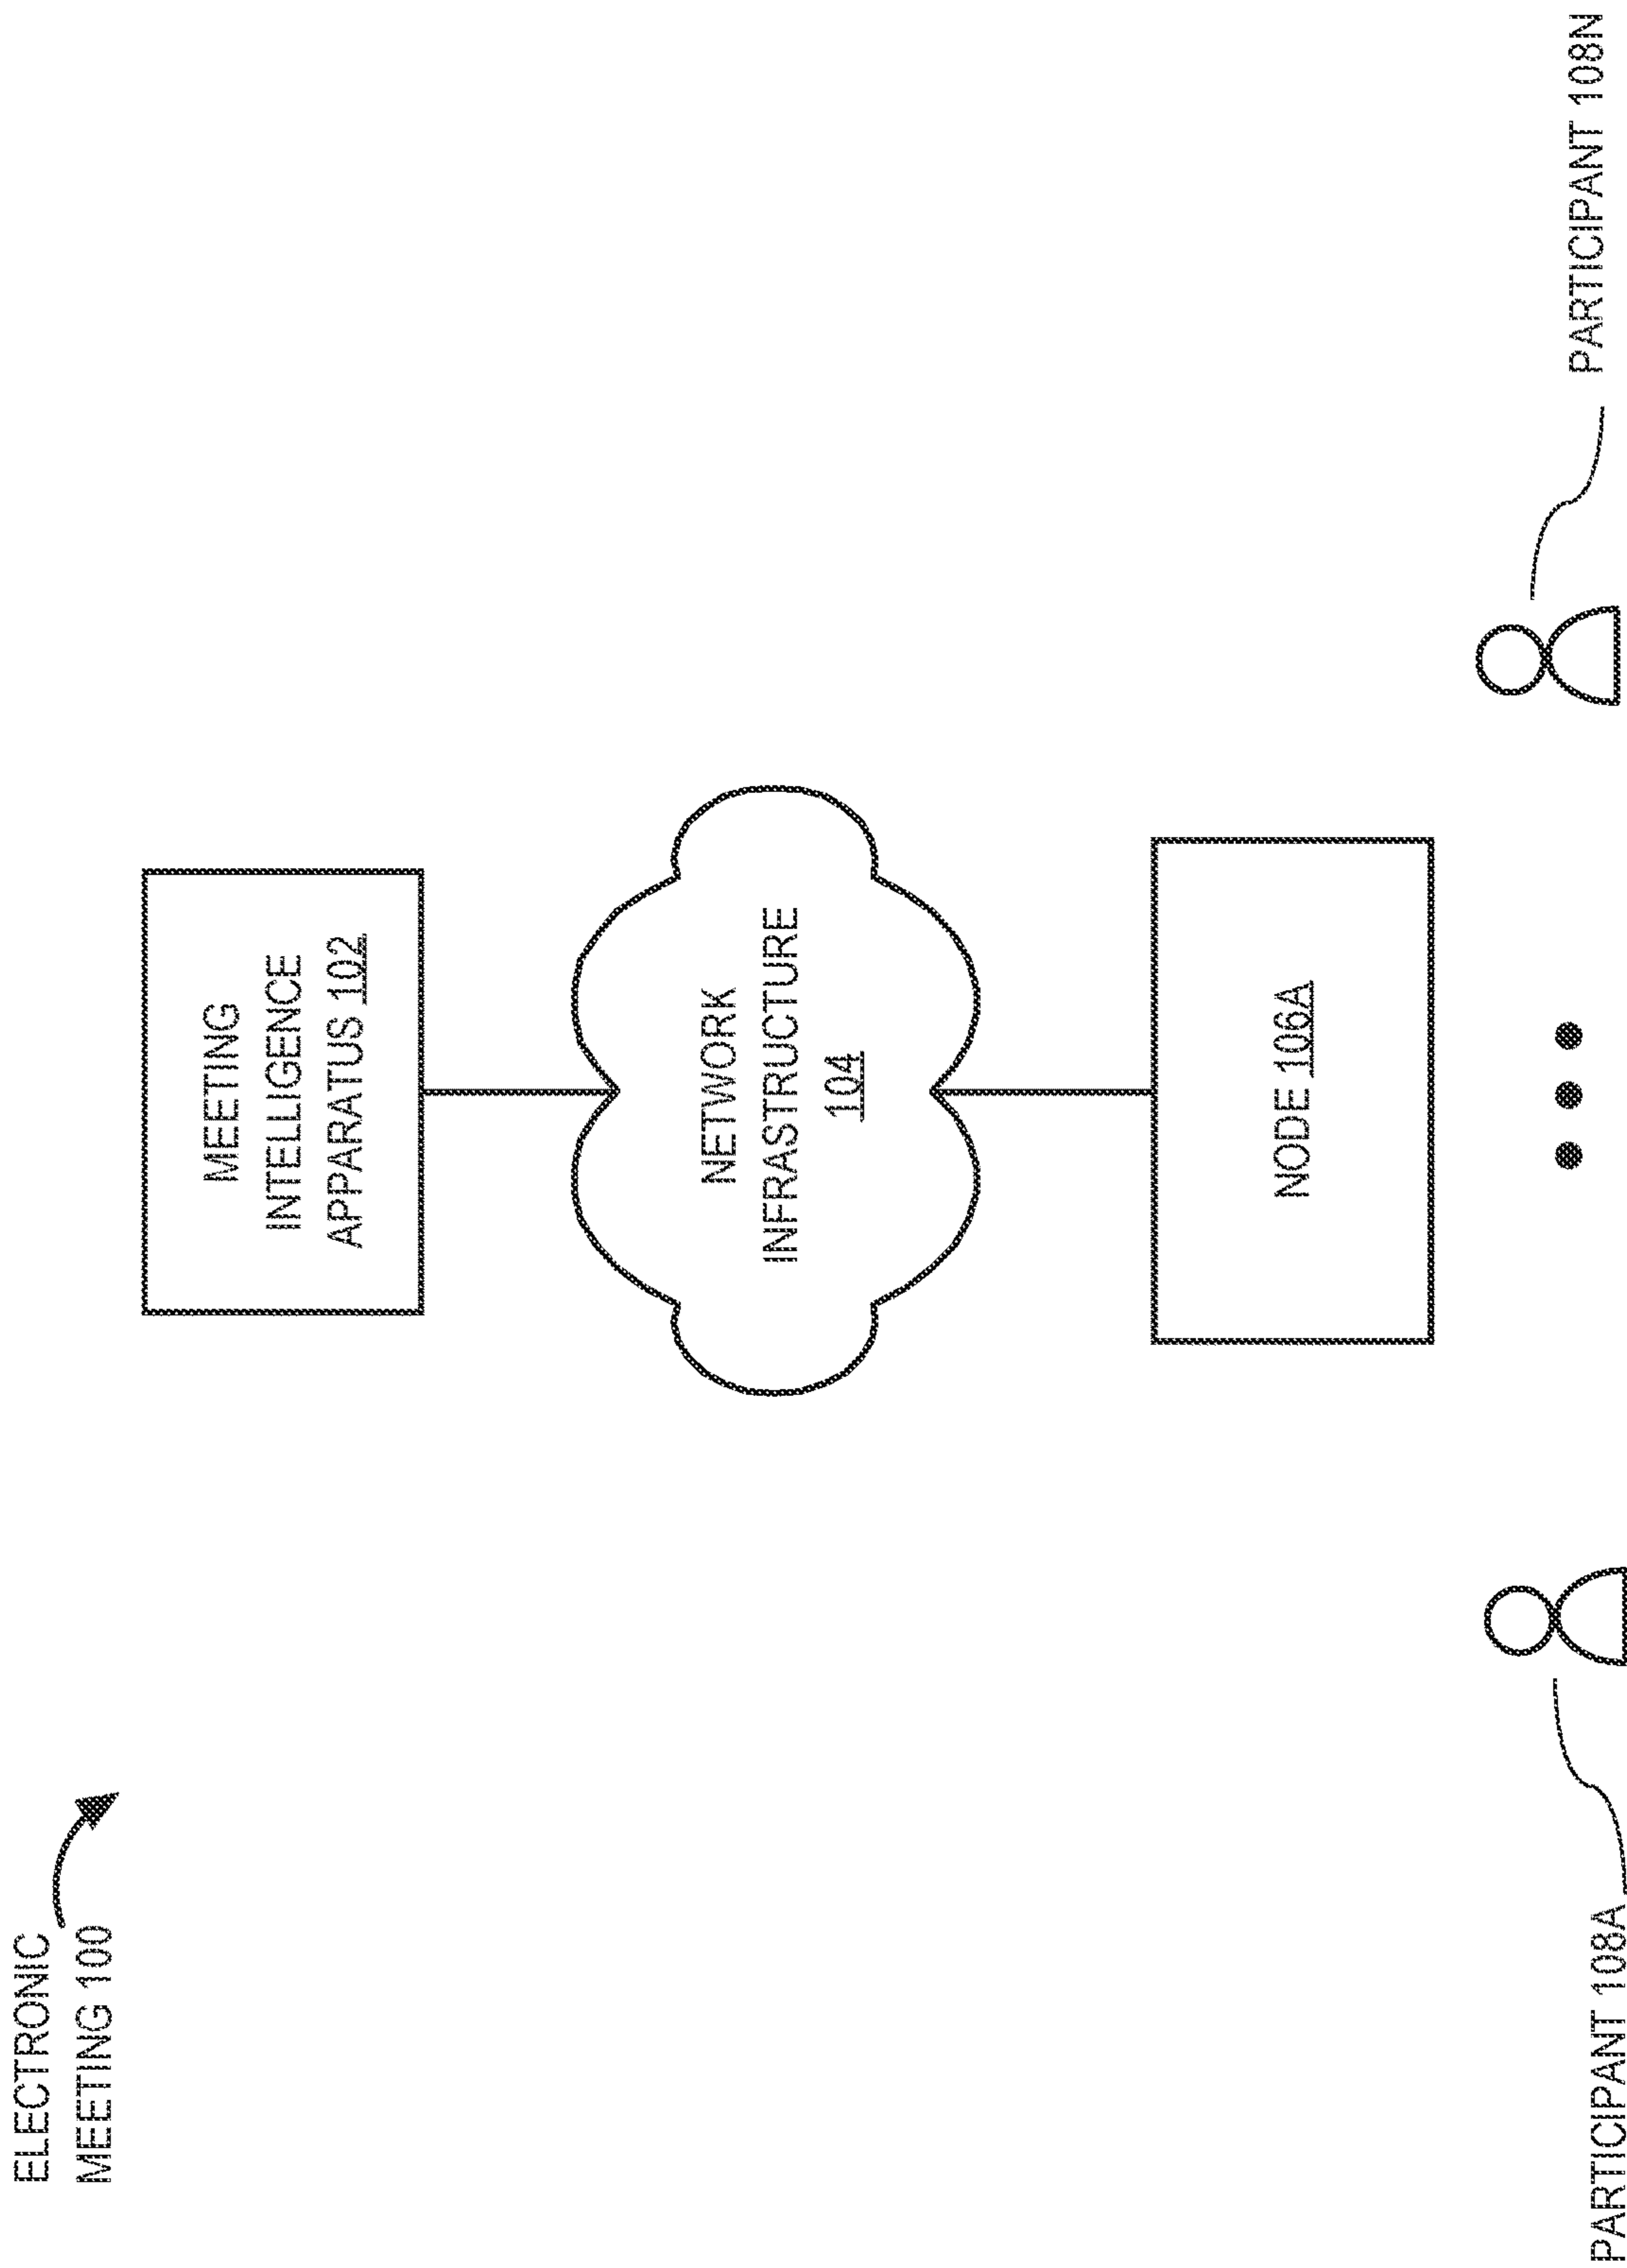 ELECTRONIC
MEETING 100
MEETING
INTELLIGENCE
APPARATUS 102
NETWORK
INFRASTRUCTURE
104
NODE 106A
PARTICIPANT 108A
PARTICIPANT 108N